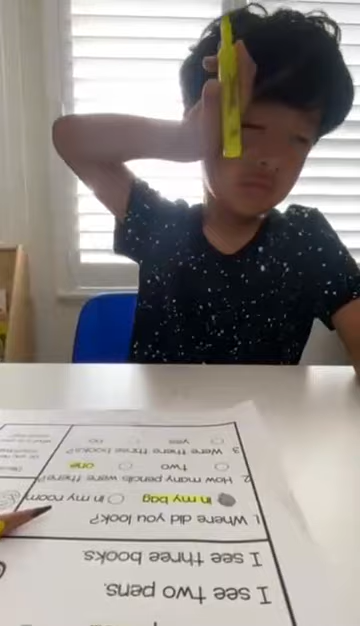 I see two pens.
I see three books.
1. Where did you look?
in my bag in my room
2. How many pencils were there?
two one
3. Were there three books?
yes no